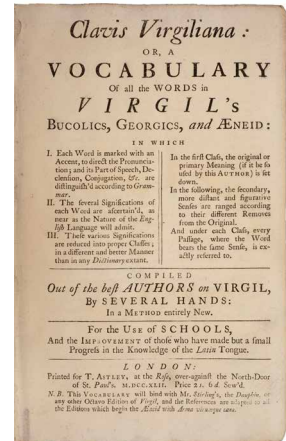 Clavis Virgiliana:
OR, A
VOCABULARY
Of all the WORDS in
VIRGIL's
BUCOLICS, GEORGICS, and ÆNEID:
IN WHICH
I. Each Word is marked with an
Accent, to direct the Pronuncia-
tion; and its Part of Speech, De-
clension, Conjugation, &c. are
distinguish'd according to Gram-
mar.
II. The several Significations of
each Word are ascertain'd, as
near as the Nature of the Eng-
lish Language will admit.
III. These various Significations
are reduced into proper Classes;
in a different and better Manner
than in any Dictionary extant.
In the first Class, the original or
primary Meaning (if it be so
used by this AUTHOR) is set
down.
In the following, the secondary,
more distant and figurative
Senses are ranged according
to their different Removes
from the Original.
And under each Class, every
Passage, where the Word
bears the same Sense, is ex-
actly referred to.
COMPILED
Out of the best AUTHORS on VIRGIL,
By SEVERAL HANDS:
In a METHOD entirely New.
For the Use of SCHOOLS,
And the IMPOVEMENT of those who have made but a small
Progress in the Knowledge of the Latin Tongue.
LONDON:
Printed for T. ASTLEY, at the Rose, over-against the North-Door
of St. Paul's, M.DCC.XLII. Price 2s. 6d. Sew'd.
N.B. This VOCABULARY will bind with Mr. Stirling's, the Dauphin, or
any other Octavo Edition of Virgil, and the References are adapted to all
the Editions which begin the Æneid with Arma virumque cano.